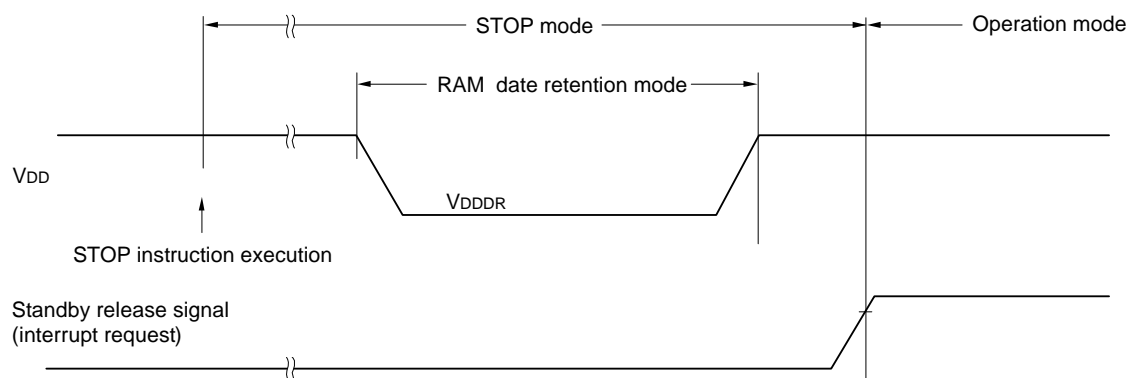 STOP mode
Operation mode
RAM date retention mode
VDD
VDDDR
STOP instruction execution
Standby release signal
(interrupt request)